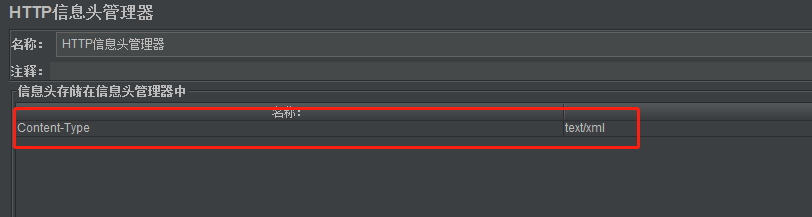 HTTP信息头管理器
名称： HTTP信息头管理器
注释：
信息头存储在信息头管理器中
名称：
Content-Type text/xml